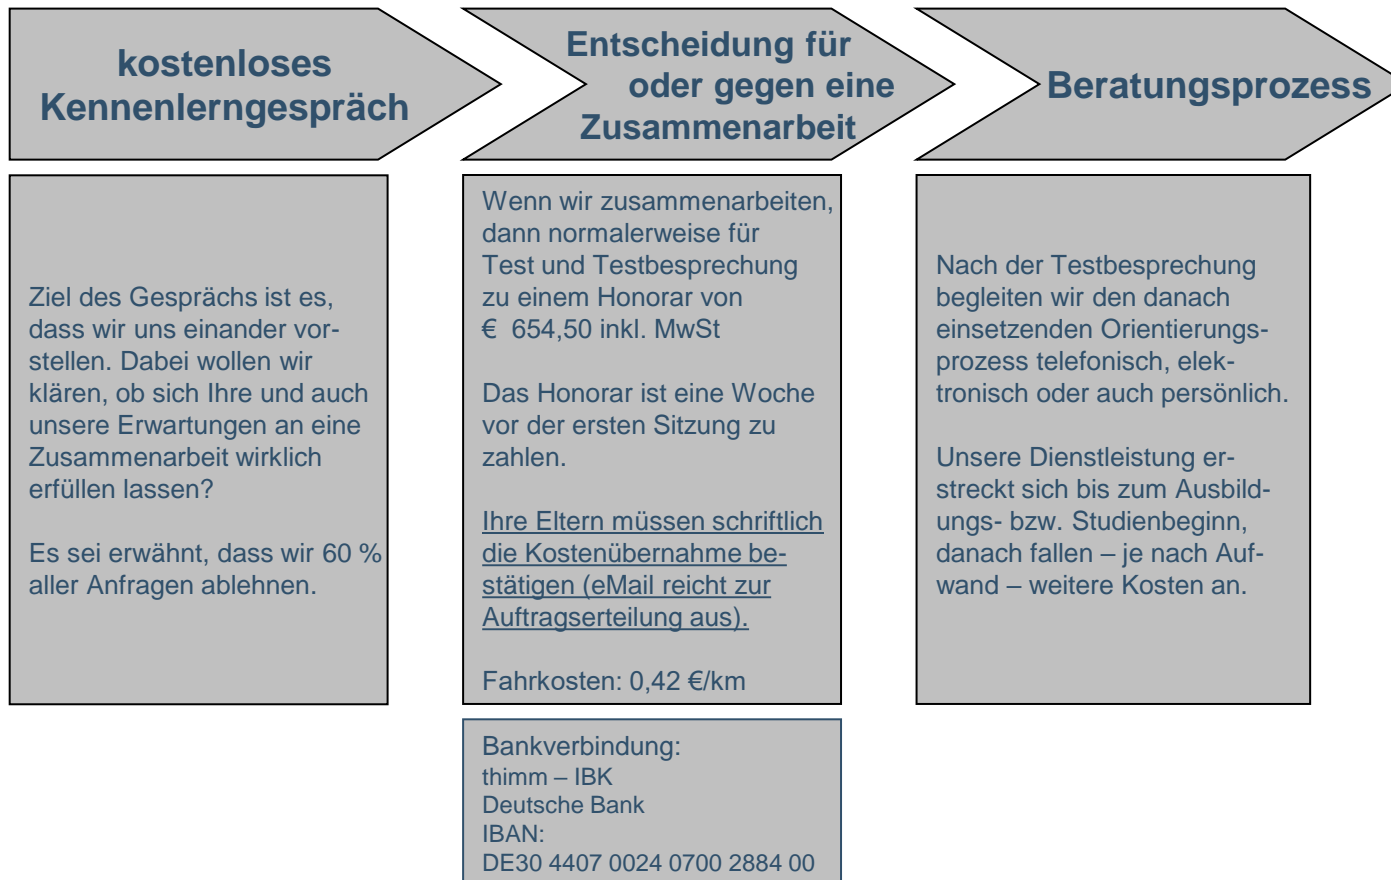 kostenloses
Kennenlerngespräch
Entscheidung für
oder gegen eine
Zusammenarbeit
Beratungsprozess
Ziel des Gesprächs ist es,
dass wir uns einander vor-
stellen. Dabei wollen wir
klären, ob sich Ihre und auch
unsere Erwartungen an eine
Zusammenarbeit wirklich
erfüllen lassen?
Es sei erwähnt, dass wir 60 %
aller Anfragen ablehnen.
Wenn wir zusammenarbeiten,
dann normalerweise für
Test und Testbesprechung
zu einem Honorar von
€ 654,50 inkl. MwSt
Das Honorar ist eine Woche
vor der ersten Sitzung zu
zahlen.
Ihre Eltern müssen schriftlich
die Kostenübernahme be-
stätigen (eMail reicht zur
Auftragserteilung aus).
Fahrkosten: 0,42 €/km
Bankverbindung:
thimm – IBK
Deutsche Bank
IBAN:
DE30 4407 0024 0700 2884 00
Nach der Testbesprechung
begleiten wir den danach
einsetzenden Orientierungs-
prozess telefonisch, elek-
tronisch oder auch persönlich.
Unsere Dienstleistung er-
streckt sich bis zum Ausbild-
ungs- bzw. Studienbeginn,
danach fallen – je nach Auf-
wand – weitere Kosten an.